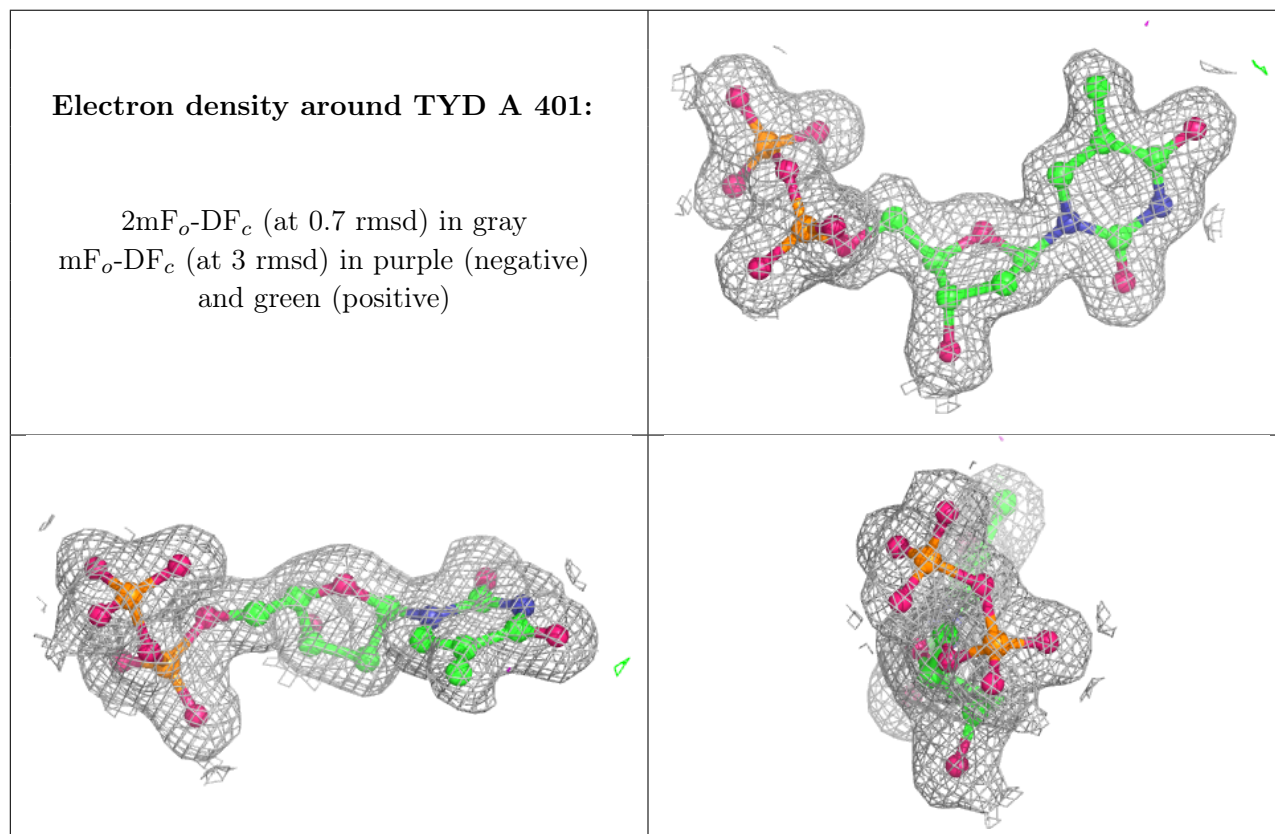 Electron density around TYD A 401:
2mFo-DFc (at 0.7 rmsd) in gray
mFo-DFc (at 3 rmsd) in purple (negative)
and green (positive)